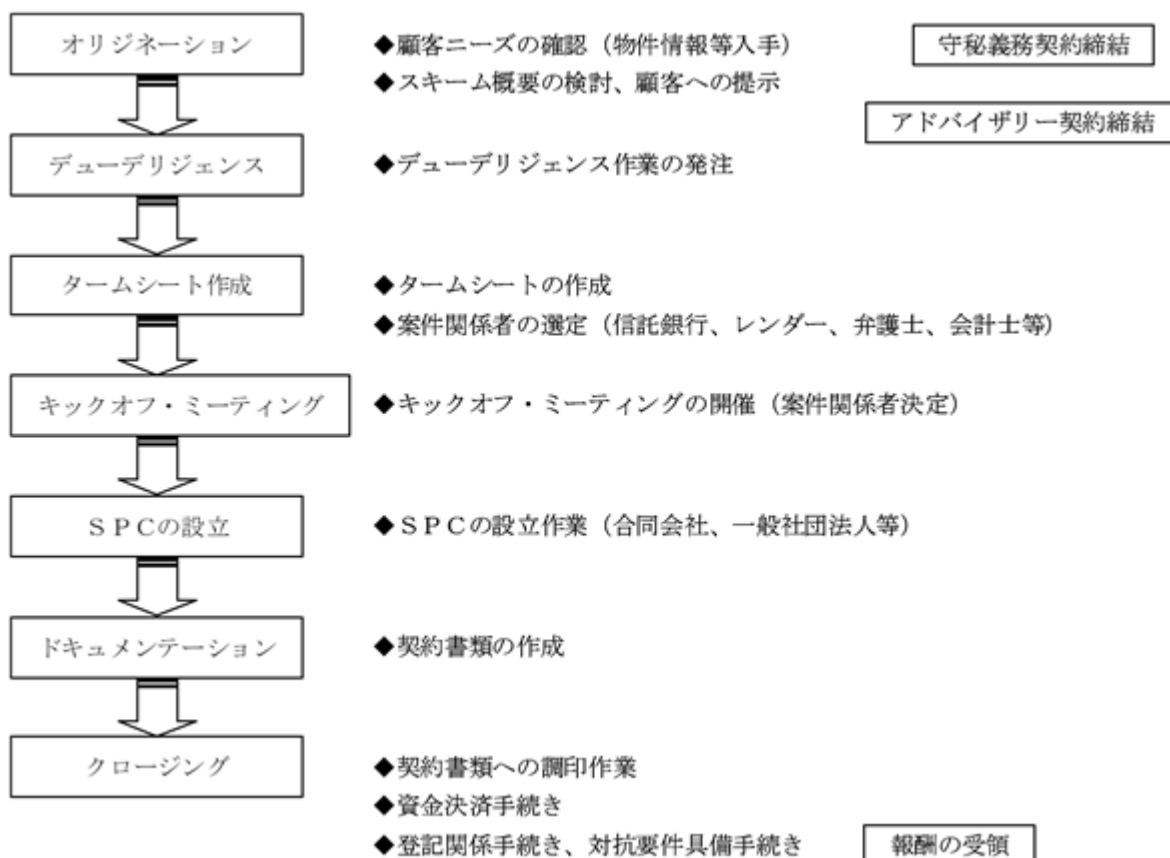 オリジネーション
◆顧客ニーズの確認（物件情報等入手）
守秘義務契約締結
◆スキーム概要の検討、顧客への提示
アドバイザリー契約締結
デューデリジェンス
◆デューデリジェンス作業の発注
タームシート作成
◆タームシートの作成
◆案件関係者の選定（信託銀行、レンダー、弁護士、会計士等）
キックオフ・ミーティング
◆キックオフ・ミーティングの開催（案件関係者決定）
ＳＰＣの設立
◆ＳＰＣの設立作業（合同会社、一般社団法人等）
ドキュメンテーション
◆契約書類の作成
クロージング
◆契約書類への調印作業
◆資金決済手続き
◆登記関係手続き、対抗要件具備手続き
報酬の受領